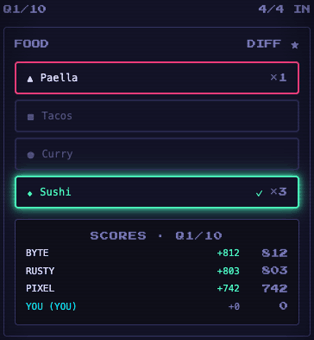 Q1/10 4/4 IN
FOOD DIFF ★
▲ Paella ×1
■ Tacos
● Curry
◆ Sushi ✓ ×3
SCORES · Q1/10
BYTE +812 812
RUSTY +803 803
PIXEL +742 742
YOU (YOU) +0 0